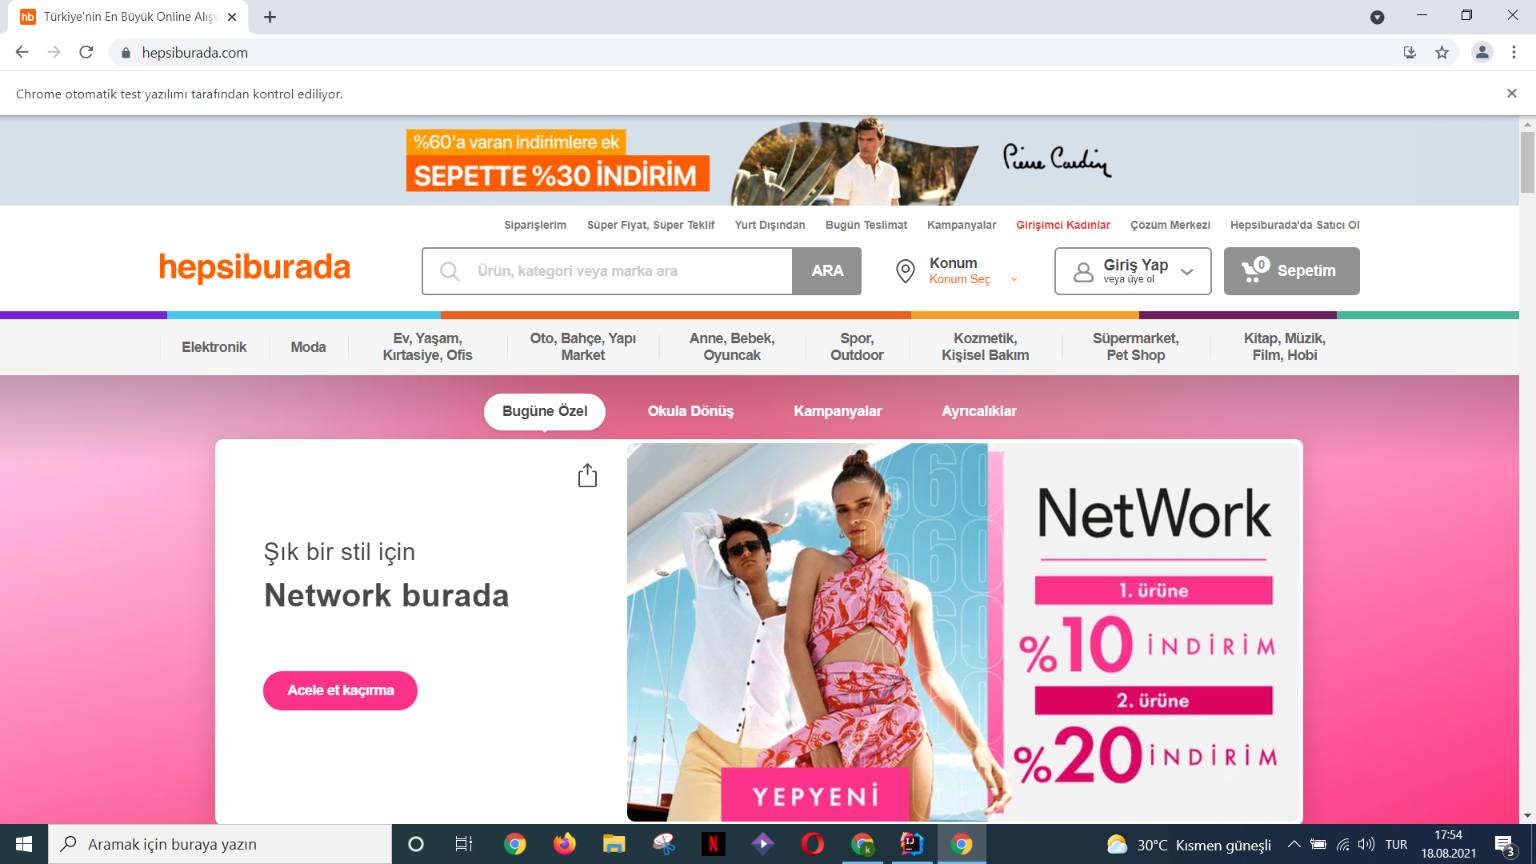 hb Türkiye'nin En Büyük Online Alışv
hepsiburada.com
Chrome otomatik test yazılımı tarafından kontrol ediliyor.
%60'a varan indirimlere ek
SEPETTE %30 İNDİRİM
Pierre Cardin
Siparişlerim Süper Fiyat, Süper Teklif Yurt Dışından Bugün Teslimat Kampanyalar Girişimci Kadınlar Çözüm Merkezi Hepsiburada'da Satıcı Ol
hepsiburada
Ürün, kategori veya marka ara
ARA
Konum
Konum Seç
Giriş Yap
veya üye ol
0 Sepetim
Elektronik
Moda
Ev, Yaşam,
Kırtasiye, Ofis
Oto, Bahçe, Yapı
Market
Anne, Bebek,
Oyuncak
Spor,
Outdoor
Kozmetik,
Kişisel Bakım
Süpermarket,
Pet Shop
Kitap, Müzik,
Film, Hobi
Bugüne Özel Okula Dönüş Kampanyalar Ayrıcalıklar
Şık bir stil için
Network burada
Acele et kaçırma
YEPYENİ
NetWork
1. ürüne
%10 İNDİRİM
2. ürüne
%20 İNDİRİM
Aramak için buraya yazın
30°C Kısmen güneşli
TUR
17:54
18.08.2021
3